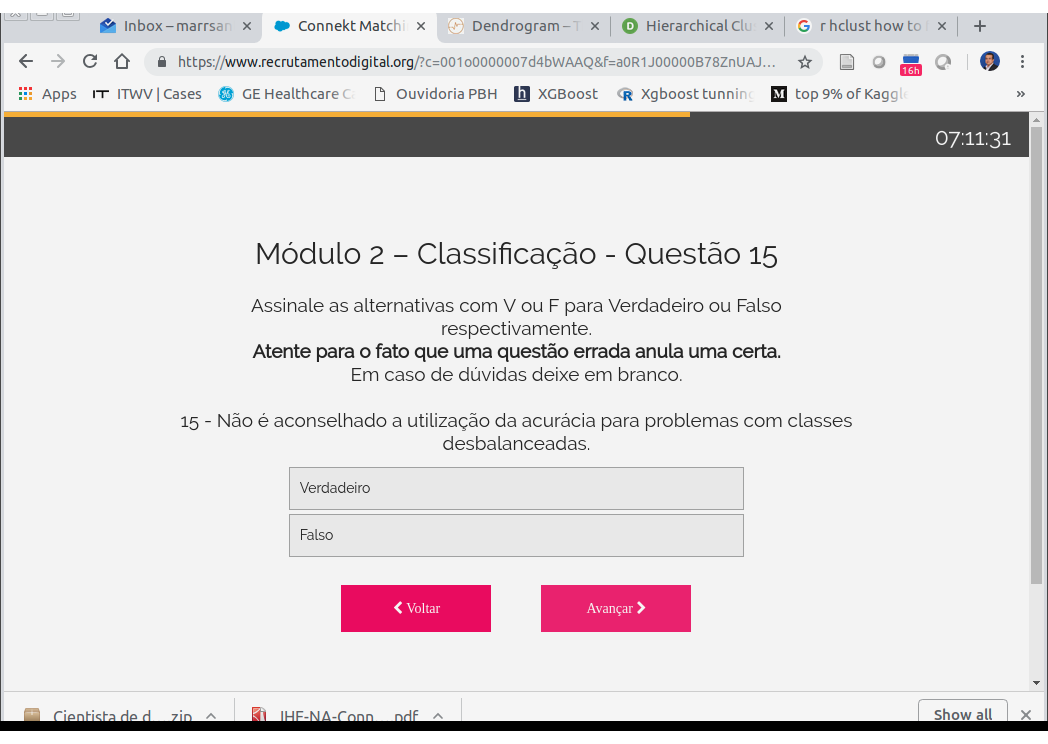 Inbox – marrsan
Connekt Matchi
Dendrogram – T
Hierarchical Clu
r hclust how to
https://www.recrutamentodigital.org/?c=001o0000007d4bWAAQ&f=a0R1J00000B78ZnUAJ...
16h
Apps
ITWV | Cases
GE Healthcare Ca
Ouvidoria PBH
XGBoost
Xgboost tunning
top 9% of Kaggle
»
07:11:31
Módulo 2 – Classificação - Questão 15
Assinale as alternativas com V ou F para Verdadeiro ou Falso
respectivamente.
Atente para o fato que uma questão errada anula uma certa.
Em caso de dúvidas deixe em branco.
15 - Não é aconselhado a utilização da acurácia para problemas com classes
desbalanceadas.
Verdadeiro
Falso
Voltar
Avançar
Cientista de d....zip
IHF-NA-Conn....pdf
Show all